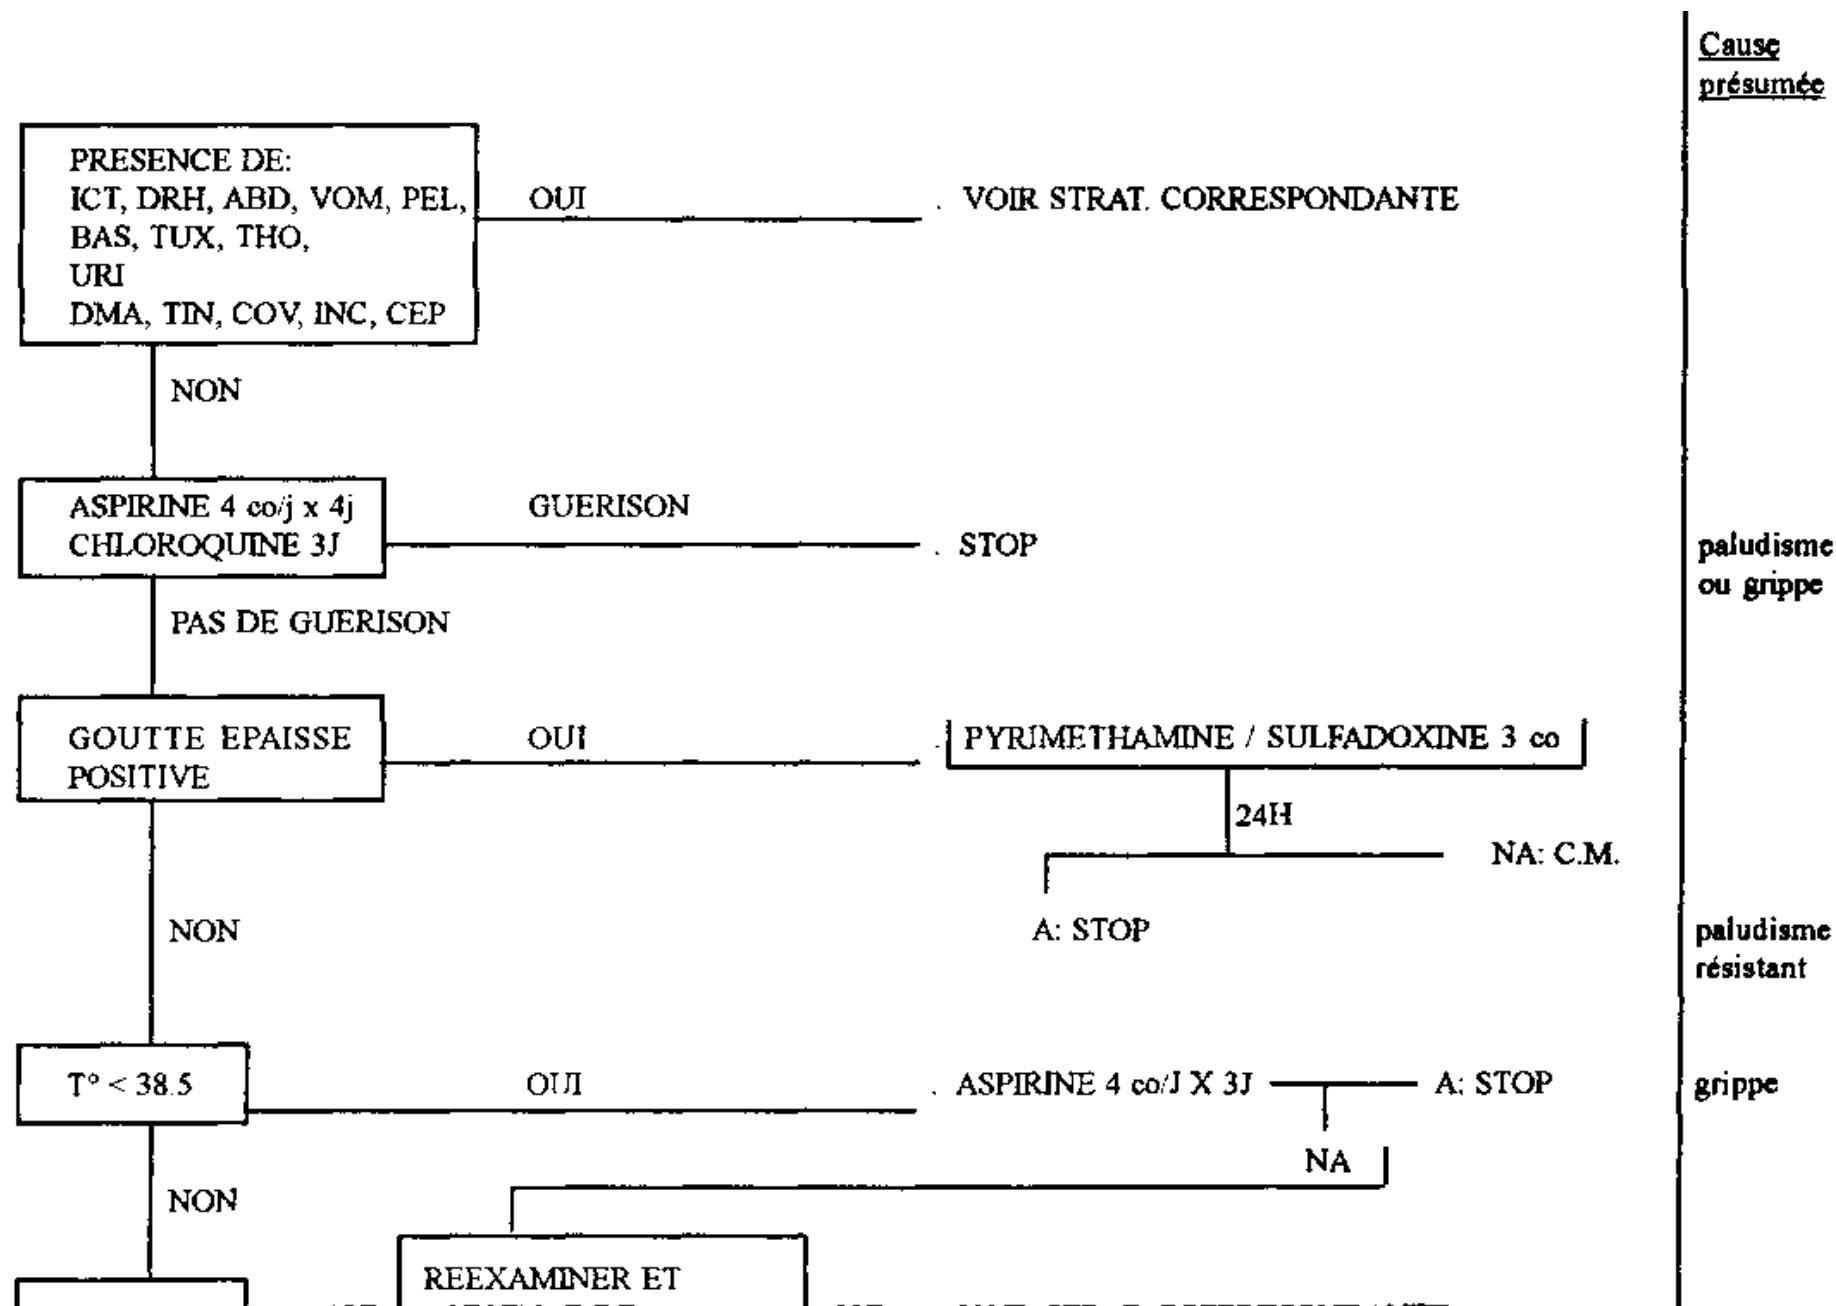 Cause
présumée
PRESENCE DE:
ICT, DRH, ABD, VOM, PEL,
BAS, TUX, THO,
URI
DMA, TIN, COV, INC, CEP
OUI
. VOIR STRAT. CORRESPONDANTE
NON
ASPIRINE 4 co/j x 4j
CHLOROQUINE 3J
GUERISON
. STOP
paludisme
ou grippe
PAS DE GUERISON
GOUTTE EPAISSE
POSITIVE
OUI
. PYRIMETHAMINE / SULFADOXINE 3 co
24H
NA: C.M.
A: STOP
NON
paludisme
résistant
T° < 38.5
OUI
. ASPIRINE 4 co/J X 3J
A: STOP
grippe
NA
NON
REEXAMINER ET